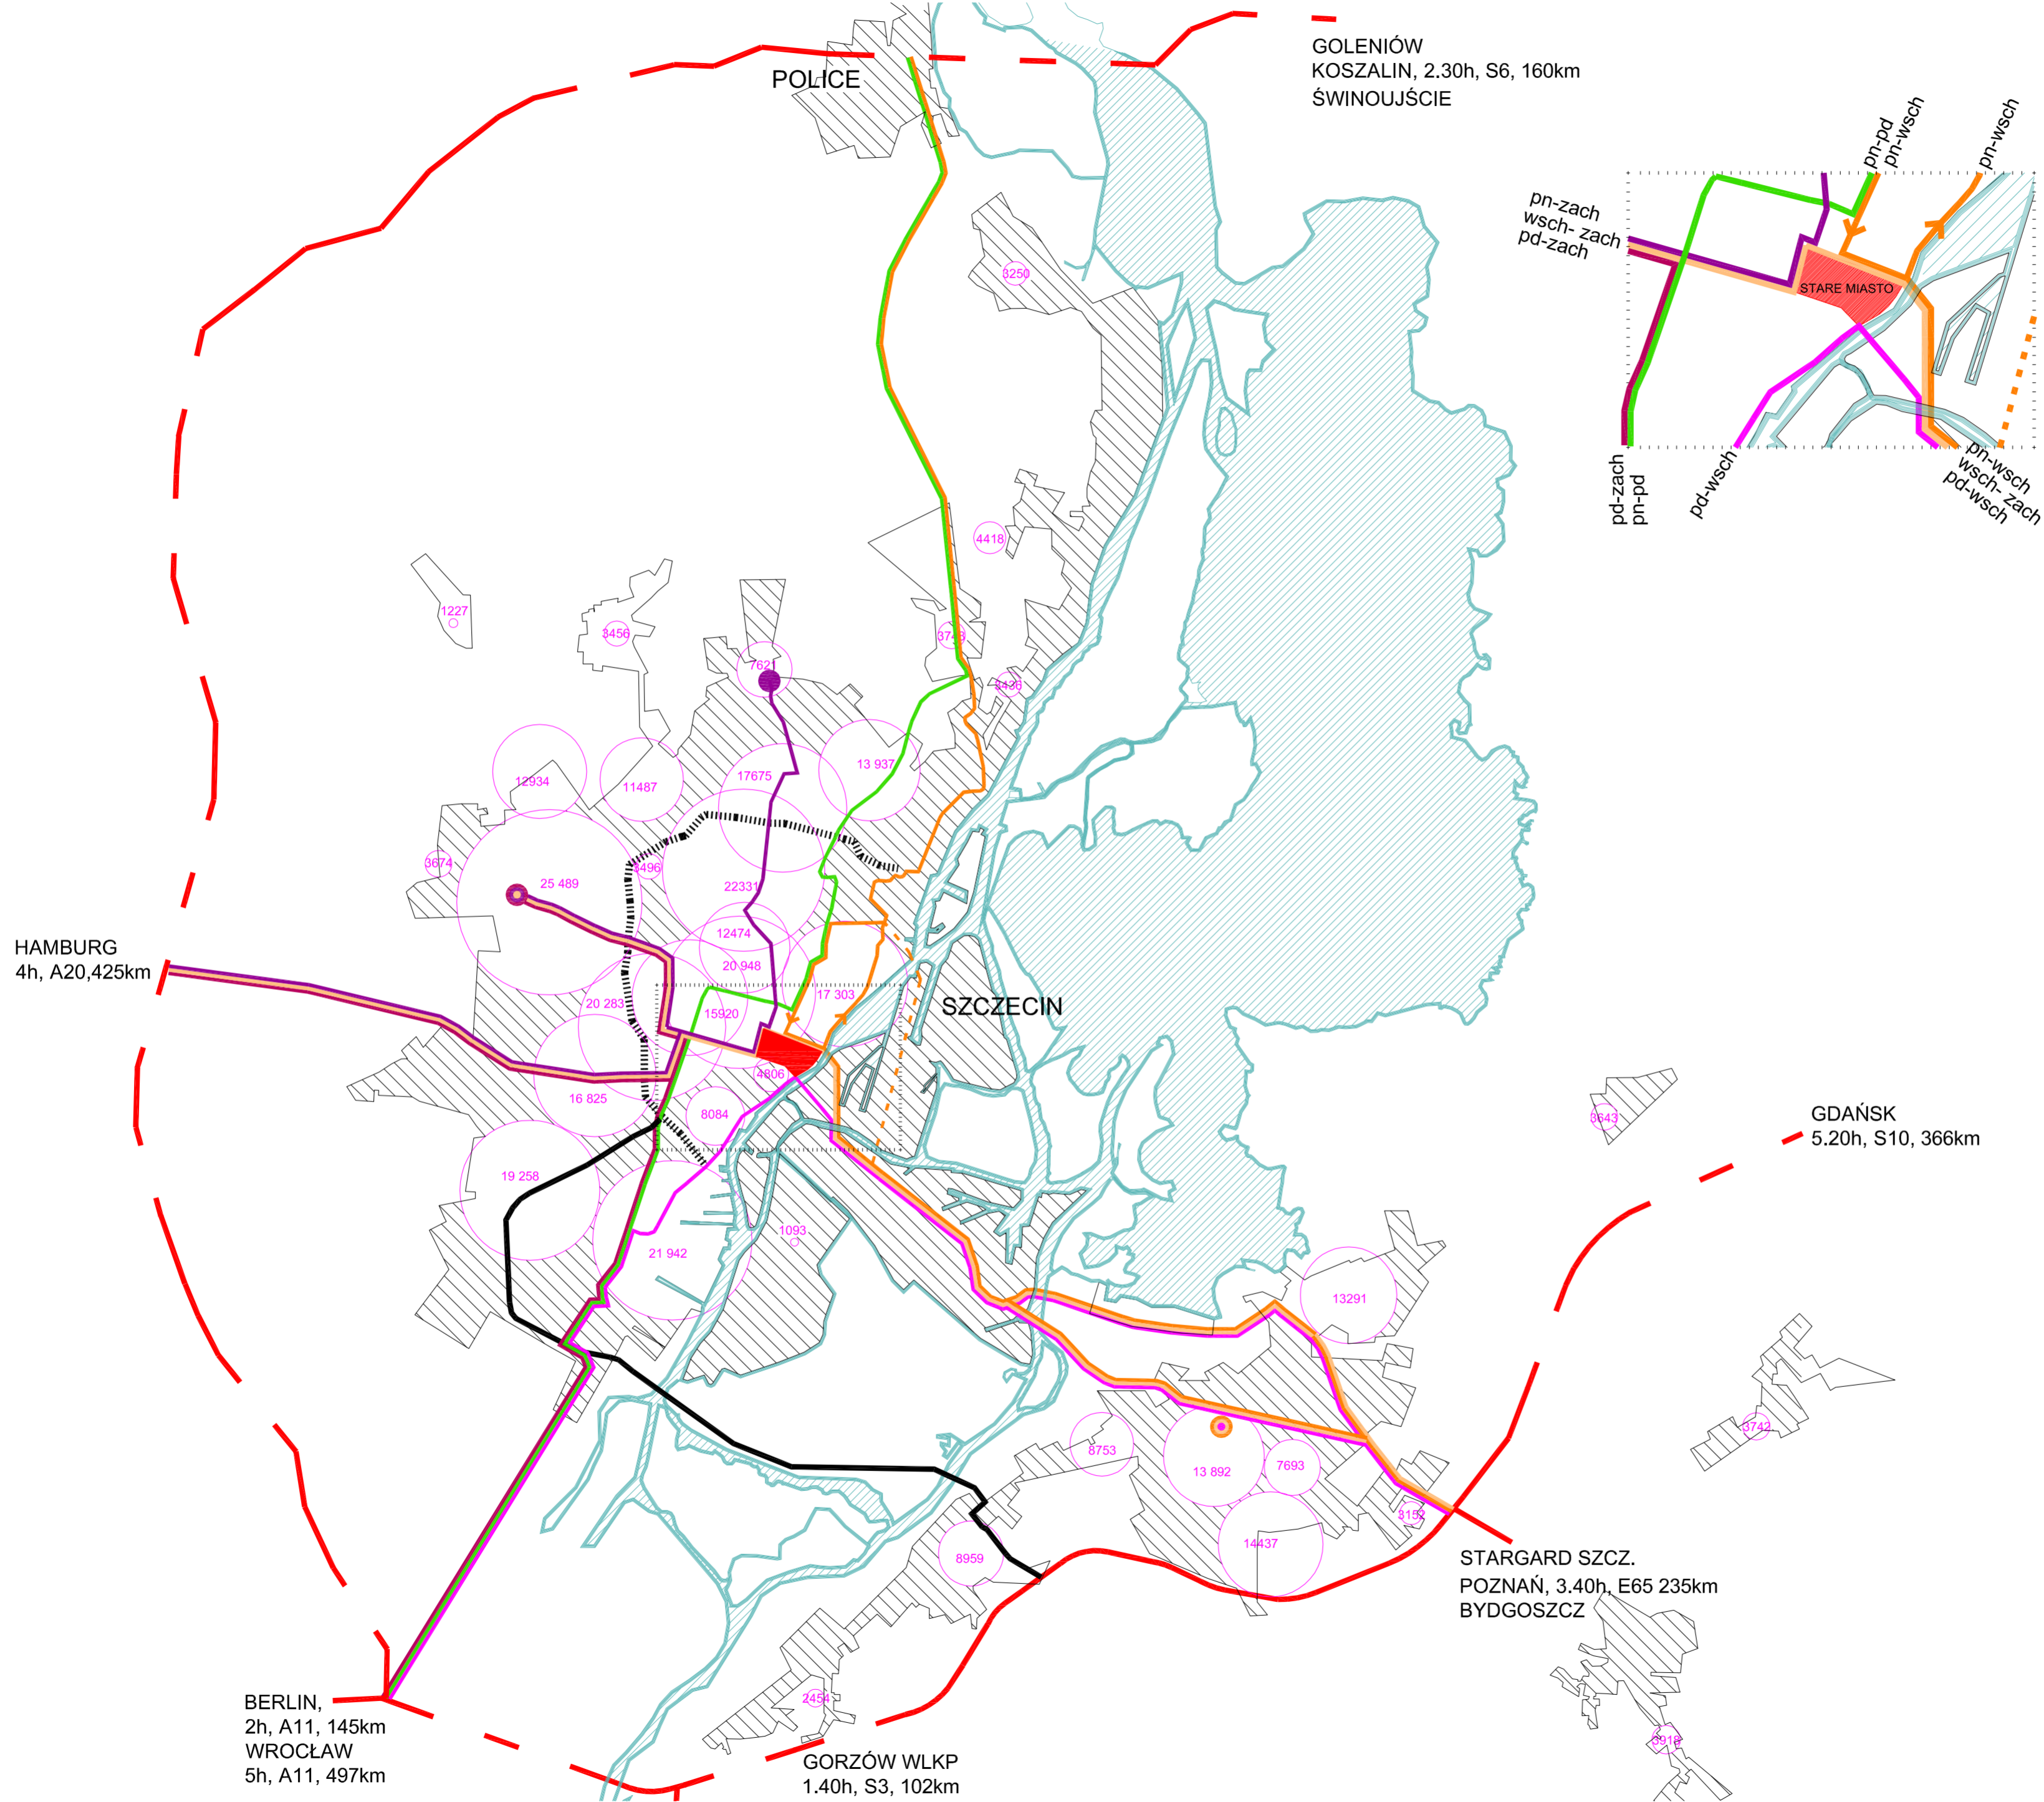 POLICE
GOLENIÓW
KOSZALIN, 2.30h, S6, 160km
ŚWINOUJŚCIE
pn-pd
pn-wsch
pn-wsch
pn-zach
wsch- zach
pd-zach
STARE MIASTO
pd-zach
pn-pd
pd-wsch
pn-wsch
wsch- zach
pd-wsch
3250
4418
1227
3456
7621
3436
12934
11487
17675
13 937
3674
25 489
22331
12474
20 948
20 283
15920
17 303
SZCZECIN
HAMBURG
4h, A20,425km
4806
16 825
8084
19 258
1093
21 942
3643
GDAŃSK
5.20h, S10, 366km
13291
3742
8753
13 892
7693
3152
14437
8959
STARGARD SZCZ.
POZNAŃ, 3.40h, E65 235km
BYDGOSZCZ
2454
3918
BERLIN,
2h, A11, 145km
WROCŁAW
5h, A11, 497km
GORZÓW WLKP
1.40h, S3, 102km